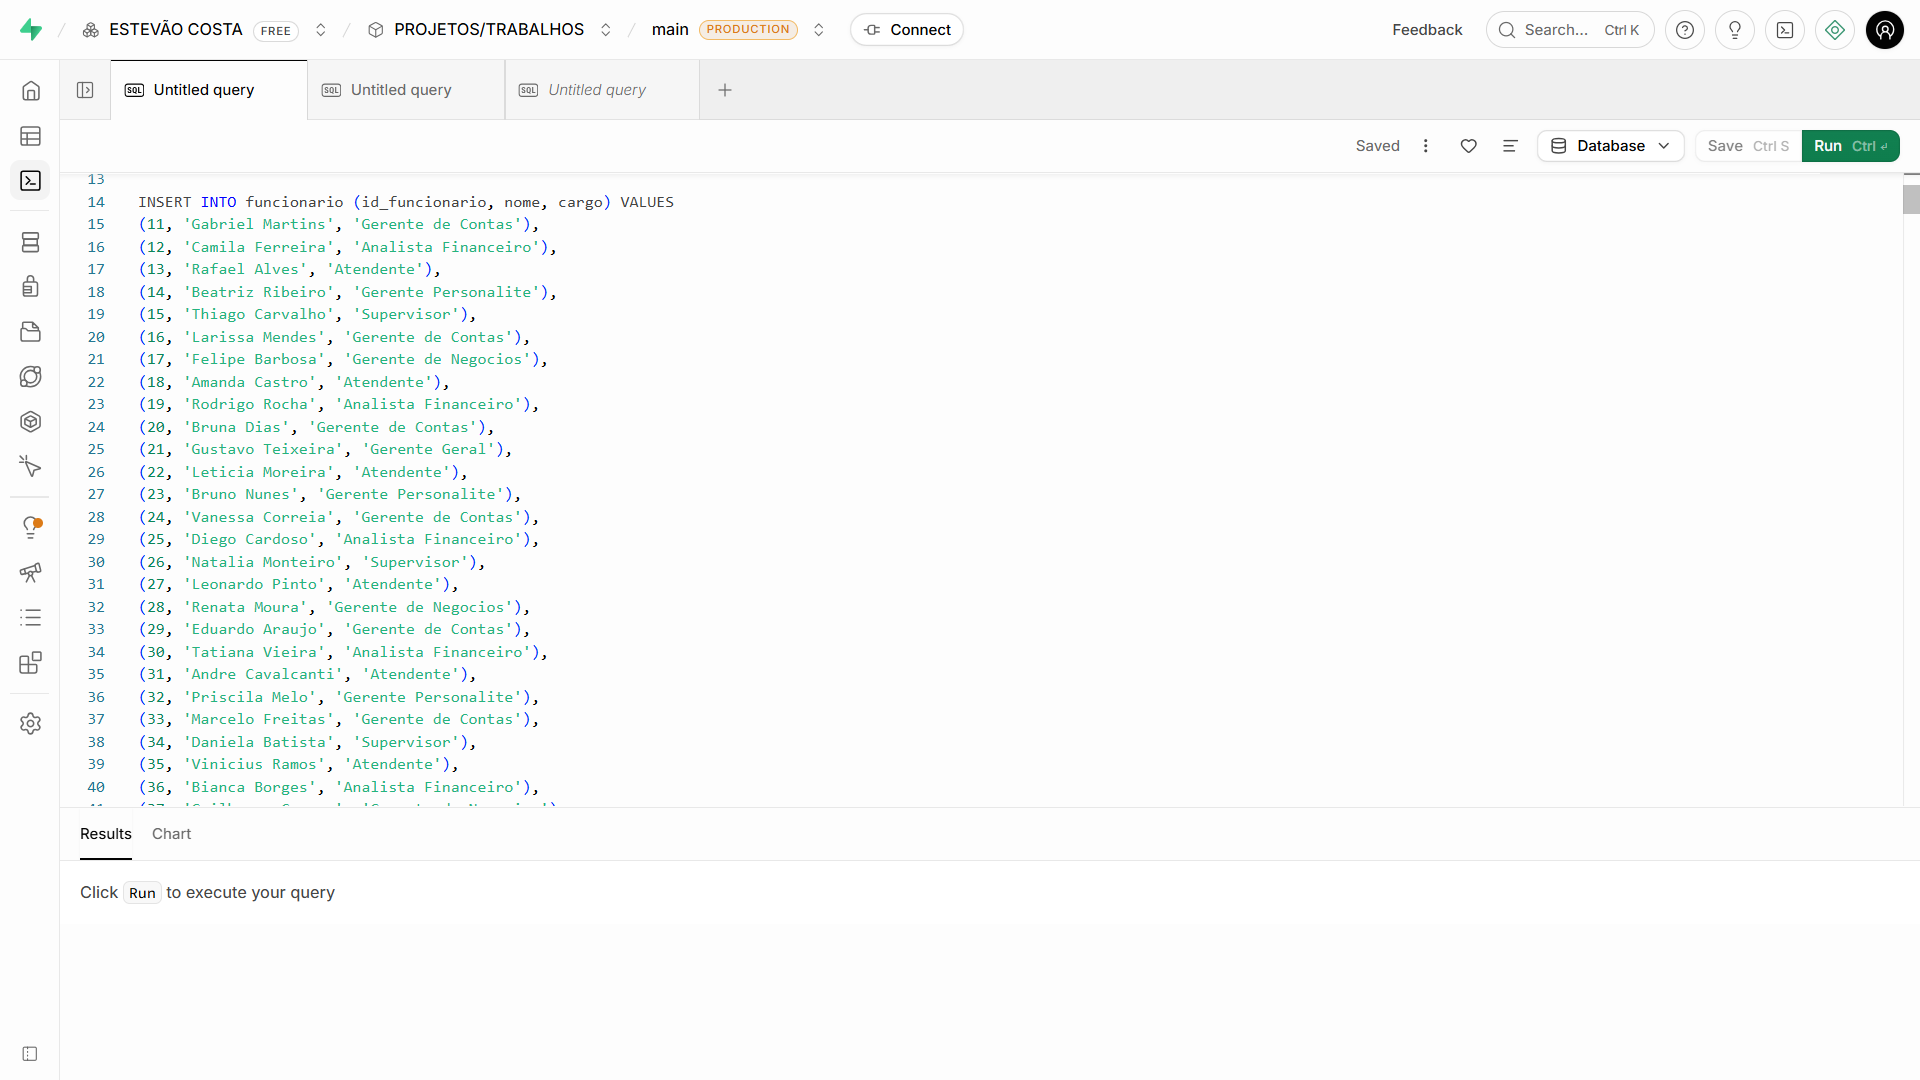 ESTEVÃO COSTA FREE PROJETOS/TRABALHOS main PRODUCTION Connect Feedback Search... Ctrl K
SQL Untitled query SQL Untitled query SQL Untitled query
Saved Database Save Ctrl S Run Ctrl ↵
13
14 INSERT INTO funcionario (id_funcionario, nome, cargo) VALUES
15 (11, 'Gabriel Martins', 'Gerente de Contas'),
16 (12, 'Camila Ferreira', 'Analista Financeiro'),
17 (13, 'Rafael Alves', 'Atendente'),
18 (14, 'Beatriz Ribeiro', 'Gerente Personalite'),
19 (15, 'Thiago Carvalho', 'Supervisor'),
20 (16, 'Larissa Mendes', 'Gerente de Contas'),
21 (17, 'Felipe Barbosa', 'Gerente de Negocios'),
22 (18, 'Amanda Castro', 'Atendente'),
23 (19, 'Rodrigo Rocha', 'Analista Financeiro'),
24 (20, 'Bruna Dias', 'Gerente de Contas'),
25 (21, 'Gustavo Teixeira', 'Gerente Geral'),
26 (22, 'Leticia Moreira', 'Atendente'),
27 (23, 'Bruno Nunes', 'Gerente Personalite'),
28 (24, 'Vanessa Correia', 'Gerente de Contas'),
29 (25, 'Diego Cardoso', 'Analista Financeiro'),
30 (26, 'Natalia Monteiro', 'Supervisor'),
31 (27, 'Leonardo Pinto', 'Atendente'),
32 (28, 'Renata Moura', 'Gerente de Negocios'),
33 (29, 'Eduardo Araujo', 'Gerente de Contas'),
34 (30, 'Tatiana Vieira', 'Analista Financeiro'),
35 (31, 'Andre Cavalcanti', 'Atendente'),
36 (32, 'Priscila Melo', 'Gerente Personalite'),
37 (33, 'Marcelo Freitas', 'Gerente de Contas'),
38 (34, 'Daniela Batista', 'Supervisor'),
39 (35, 'Vinicius Ramos', 'Atendente'),
40 (36, 'Bianca Borges', 'Analista Financeiro'),
Results Chart
Click Run to execute your query